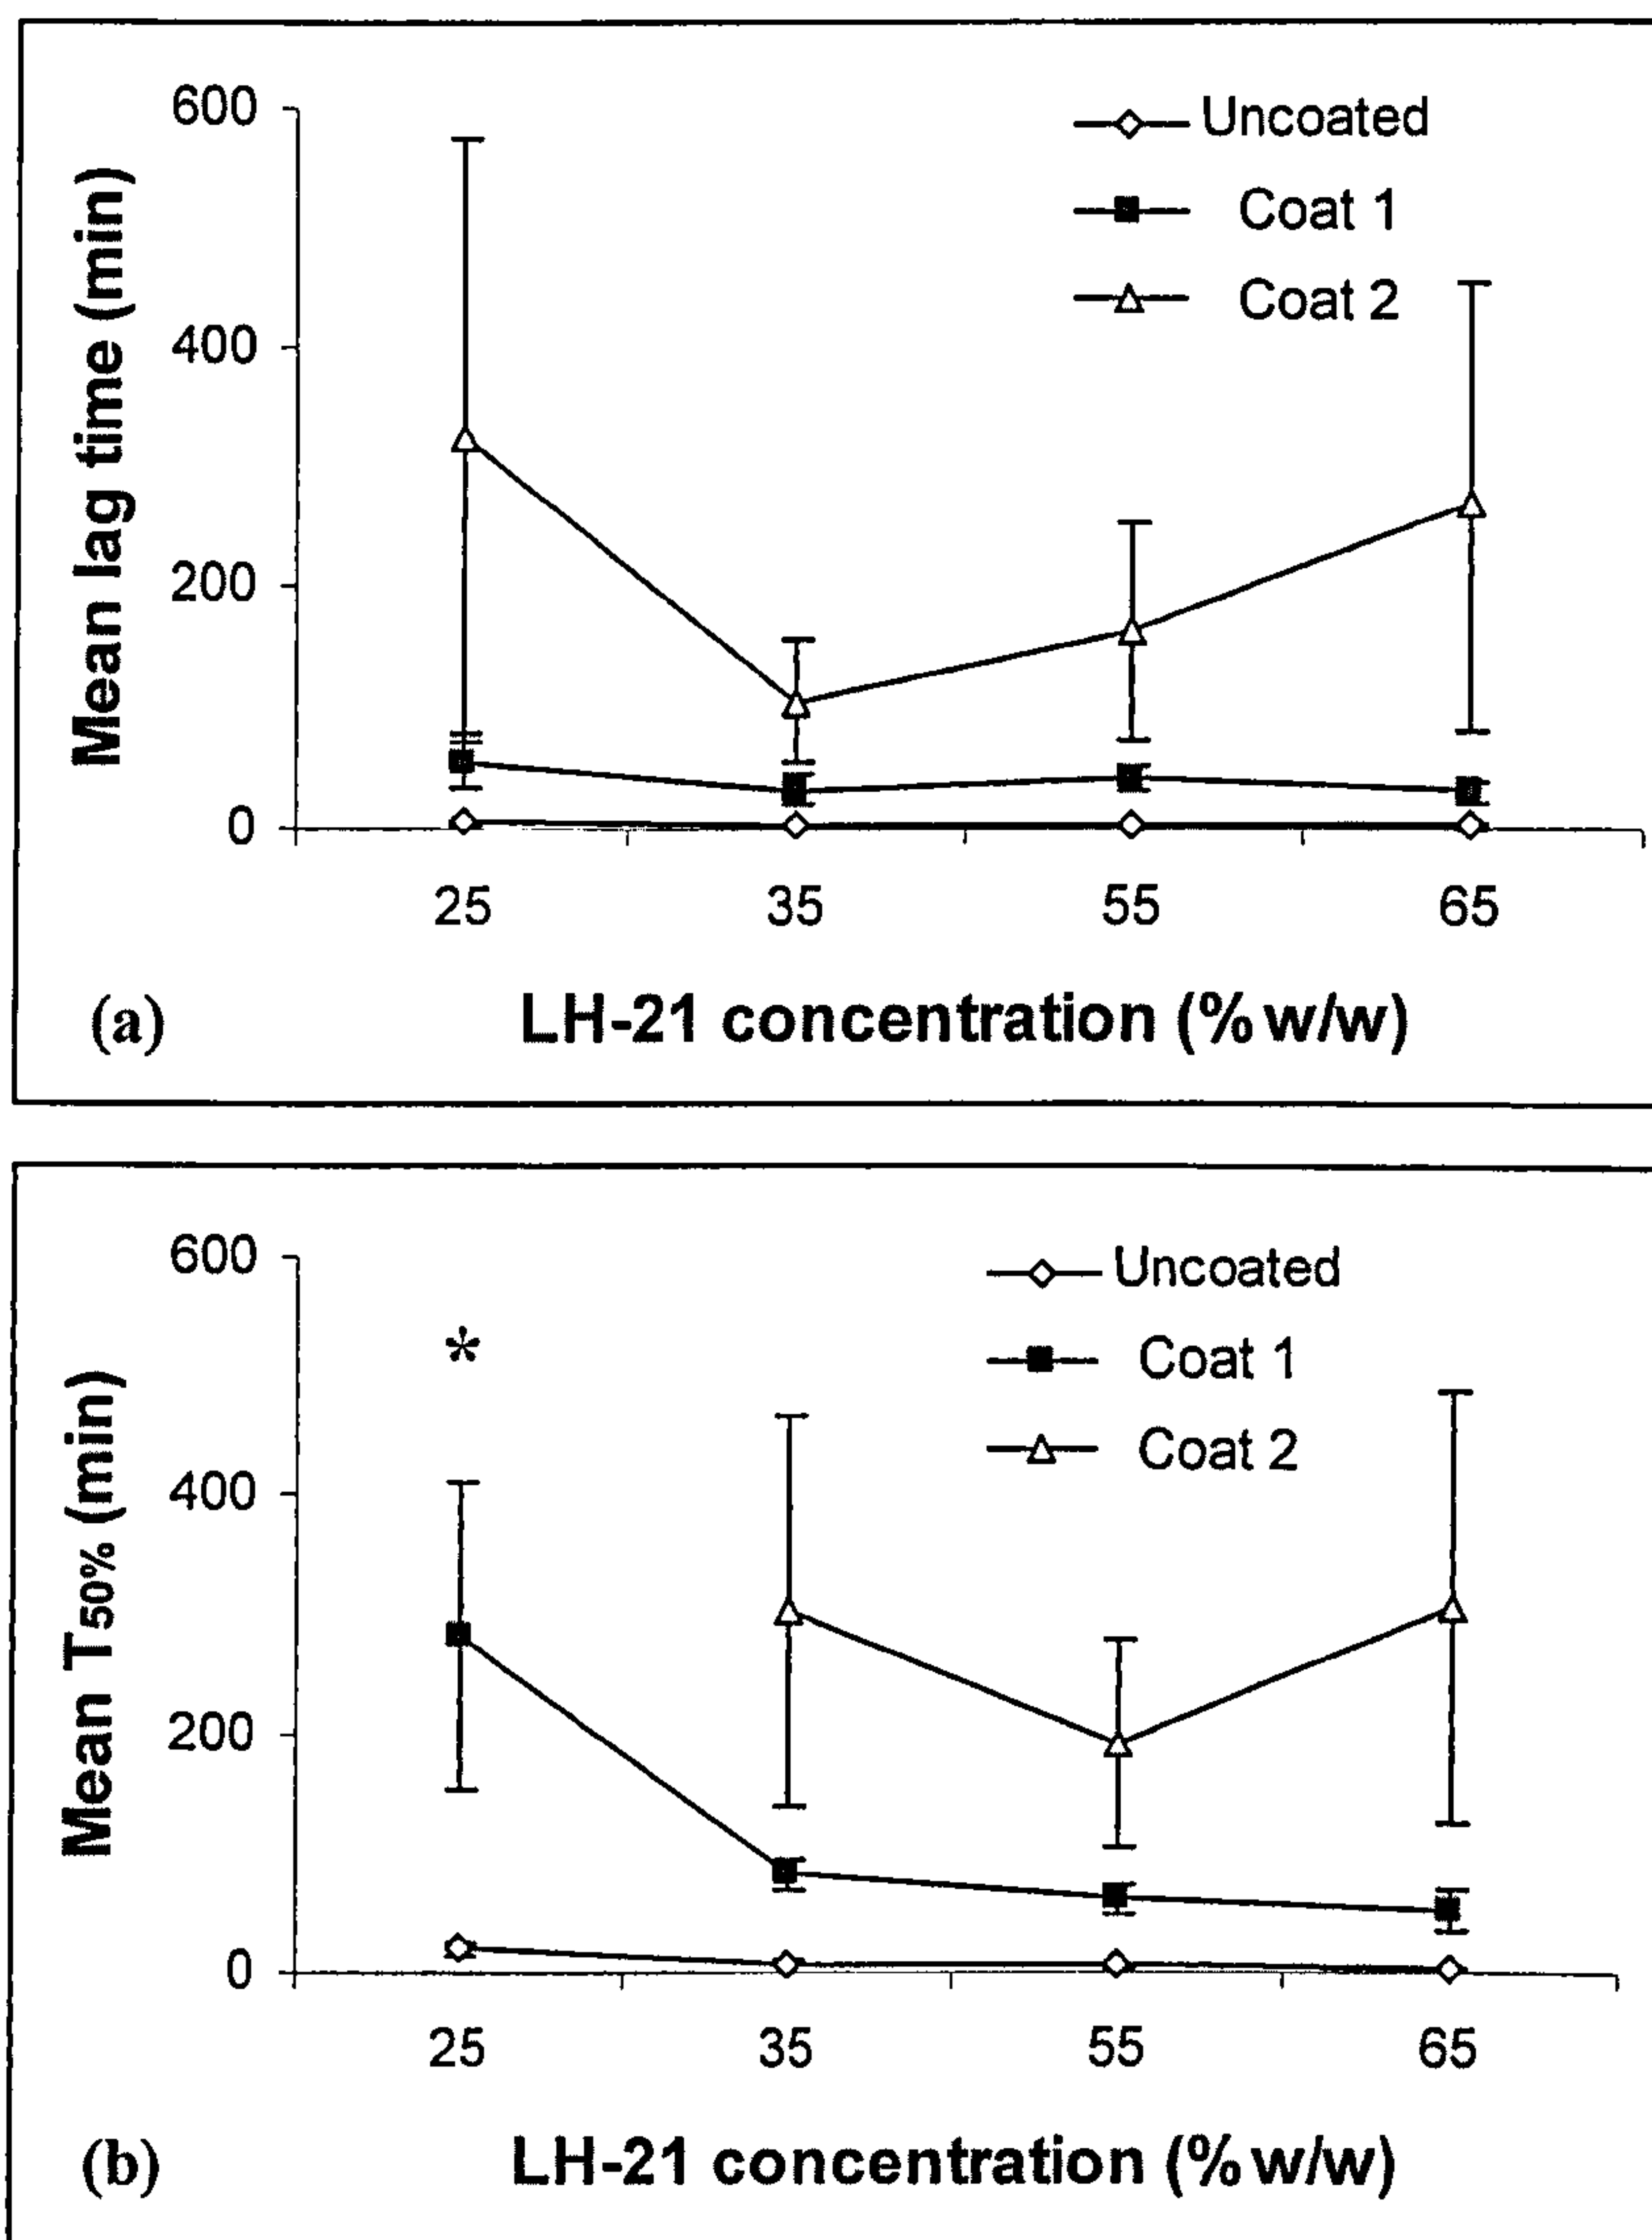 600
400
200
0
Mean lag time (min)
Uncoated
Coat 1
Coat 2
25 35 55 65
(a) LH-21 concentration (% w/w)
600
400
200
0
Mean T50% (min)
*
Uncoated
Coat 1
Coat 2
25 35 55 65
(b) LH-21 concentration (% w/w)